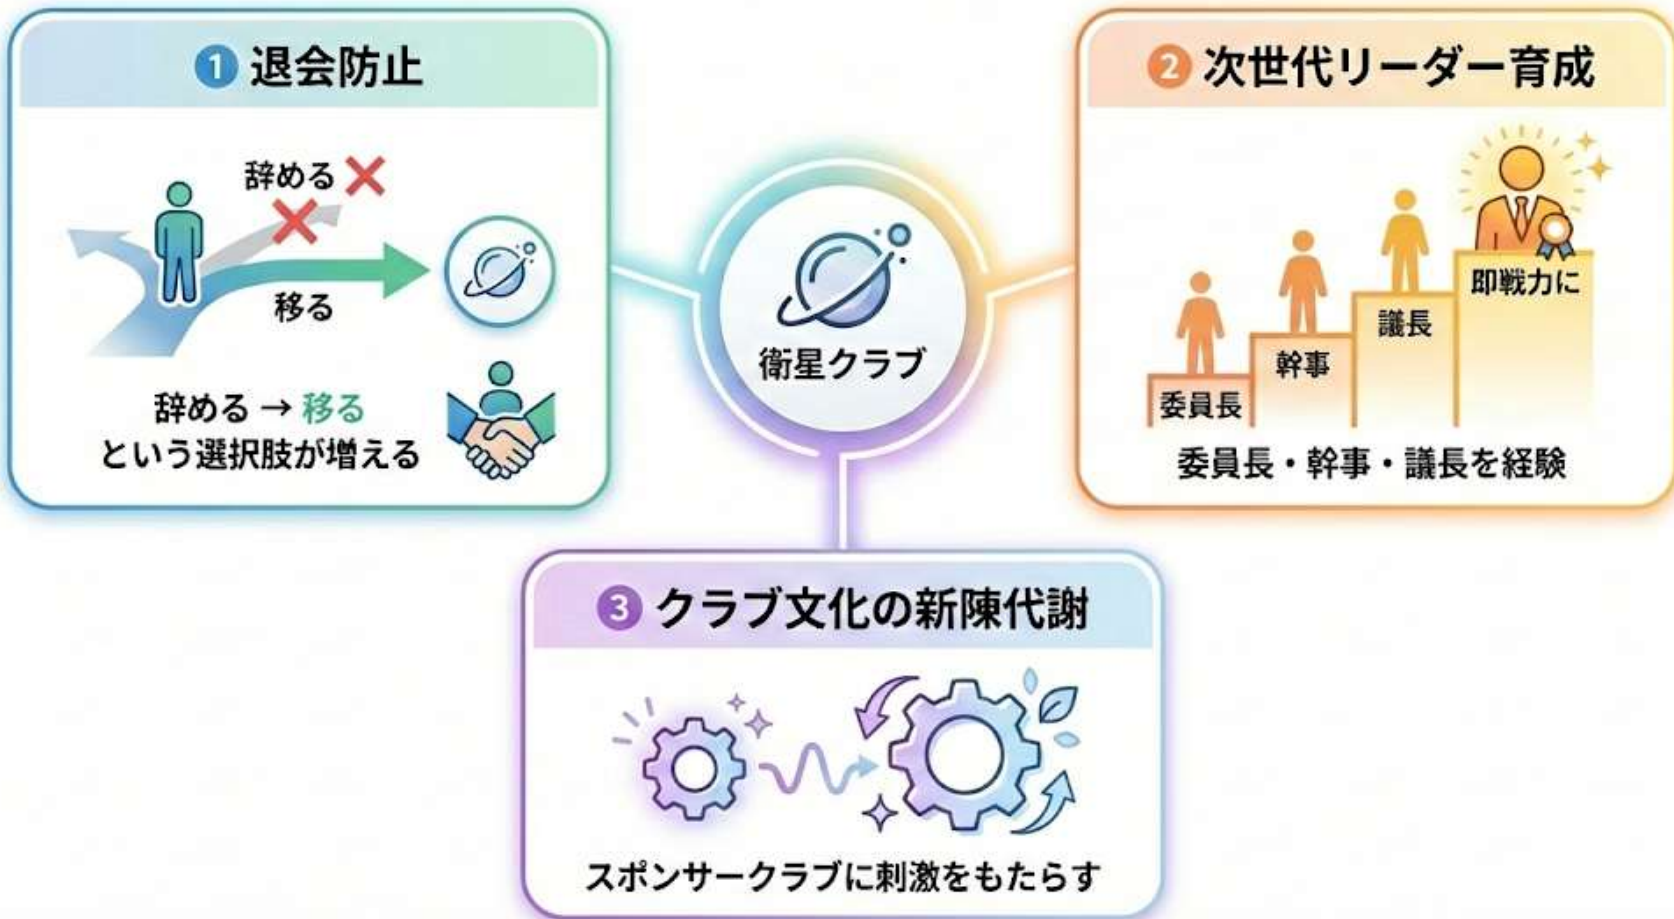 1 退会防止
辞める
移る
辞める → 移る
という選択肢が増える
衛星クラブ
2 次世代リーダー育成
委員長
幹事
議長
即戦力に
委員長・幹事・議長を経験
3 クラブ文化の新陳代謝
スポンサークラブに刺激をもたらす